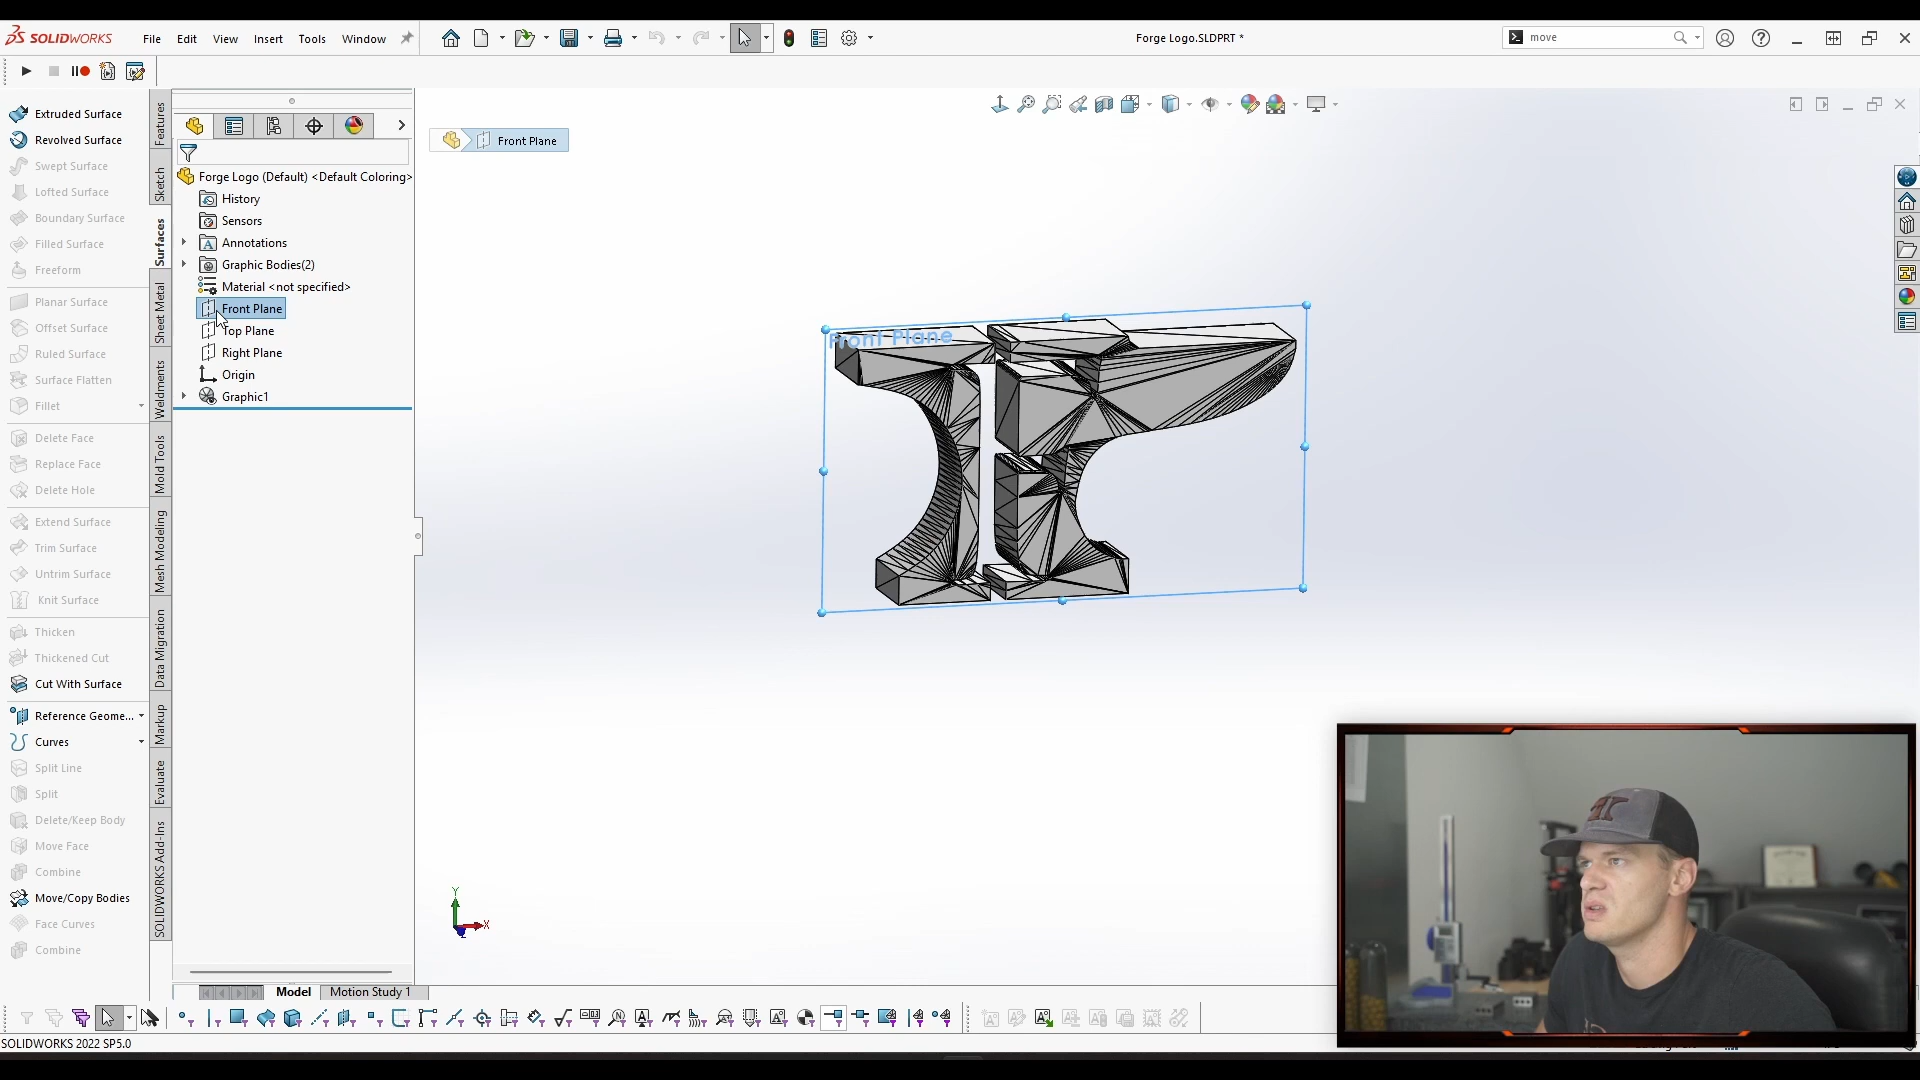 SOLIDWORKS File Edit View Insert Tools Window
Forge Logo.SLDPRT *
move
Extruded Surface
Revolved Surface
Swept Surface
Lofted Surface
Boundary Surface
Filled Surface
Freeform
Planar Surface
Offset Surface
Ruled Surface
Surface Flatten
Fillet
Delete Face
Replace Face
Delete Hole
Extend Surface
Trim Surface
Untrim Surface
Knit Surface
Thicken
Thickened Cut
Cut With Surface
Reference Geome...
Curves
Split Line
Split
Delete/Keep Body
Move Face
Combine
Move/Copy Bodies
Face Curves
Combine
Features
Sketch
Surfaces
Sheet Metal
Weldments
Mold Tools
Mesh Modeling
Data Migration
Markup
Evaluate
SOLIDWORKS Add-Ins
Forge Logo (Default) <Default Coloring>
History
Sensors
Annotations
Graphic Bodies(2)
Material <not specified>
Front Plane
Top Plane
Right Plane
Origin
Graphic1
Front Plane
Front Plane
Y
X
Z
Model Motion Study 1
SOLIDWORKS 2022 SP5.0